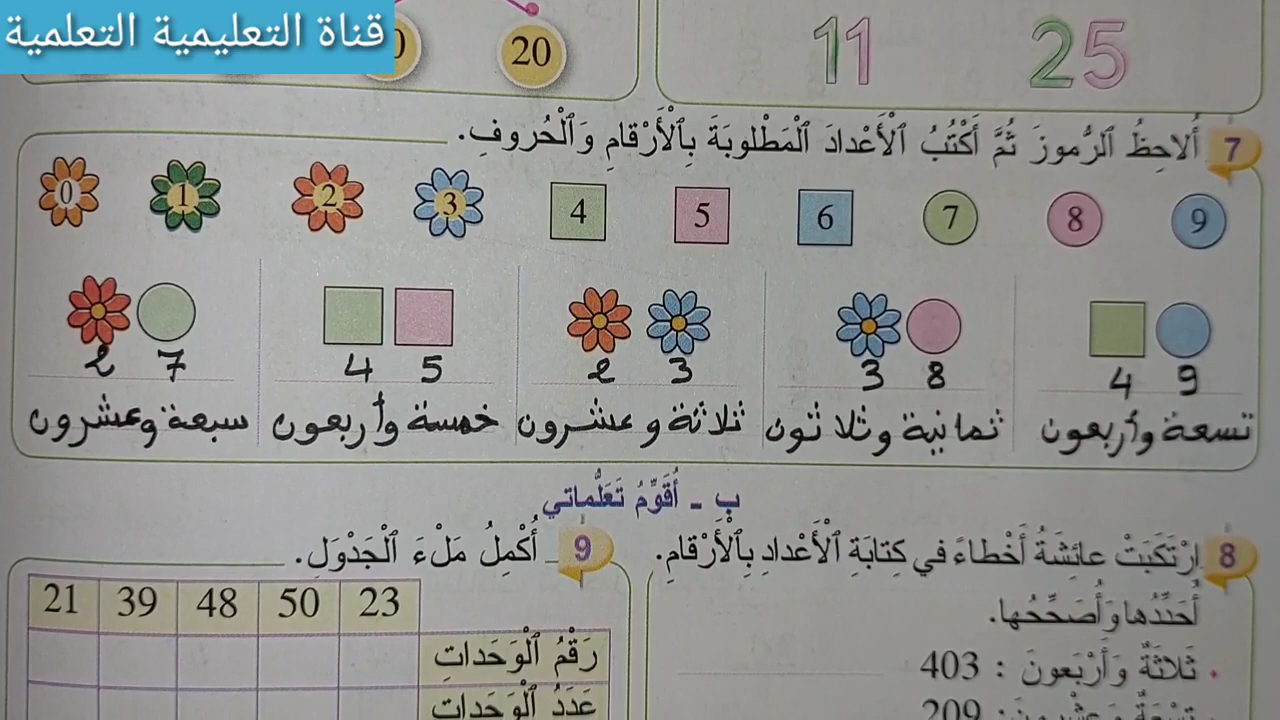 قناة التعليمية التعلمية
20
11 25
7 أُلاحِظُ ٱلرُّموزَ ثُمَّ أَكْتُبُ ٱلْأَعْدادَ ٱلْمَطْلوبَةَ بِٱلْأَرْقامِ وَٱلْحُروفِ.
0 1 2 3 4 5 6 7 8 9
2 7 4 5 2 3 3 8 4 9
تسعة وأربعون
ثمانية وثلاثون
ثلاثة وعشرون
خمسة وأربعون
سبعة وعشرون
ب - أُقَوِّمُ تَعَلُّماتي
8 اِرْتَكَبَتْ عائِشَةُ أَخْطاءً في كِتابَةِ ٱلْأَعْدادِ بِٱلْأَرْقامِ.
أُحَدِّدُها وَأُصَحِّحُها.
• ثَلاثَةٌ وَأَرْبَعونَ : 403
209
9 أُكْمِلُ مَلْءَ ٱلْجَدْوَلِ.
21 39 48 50 23
رَقْمُ ٱلْوَحَداتِ
عَدَدُ ٱلْوَحَداتِ